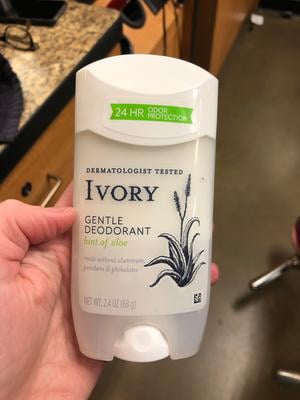 24 HR ODOR PROTECTION
DERMATOLOGIST TESTED
IVORY
GENTLE
DEODORANT
hint of aloe
made without aluminum,
parabens & phthalates
NET WT. 2.4 OZ (68 g)